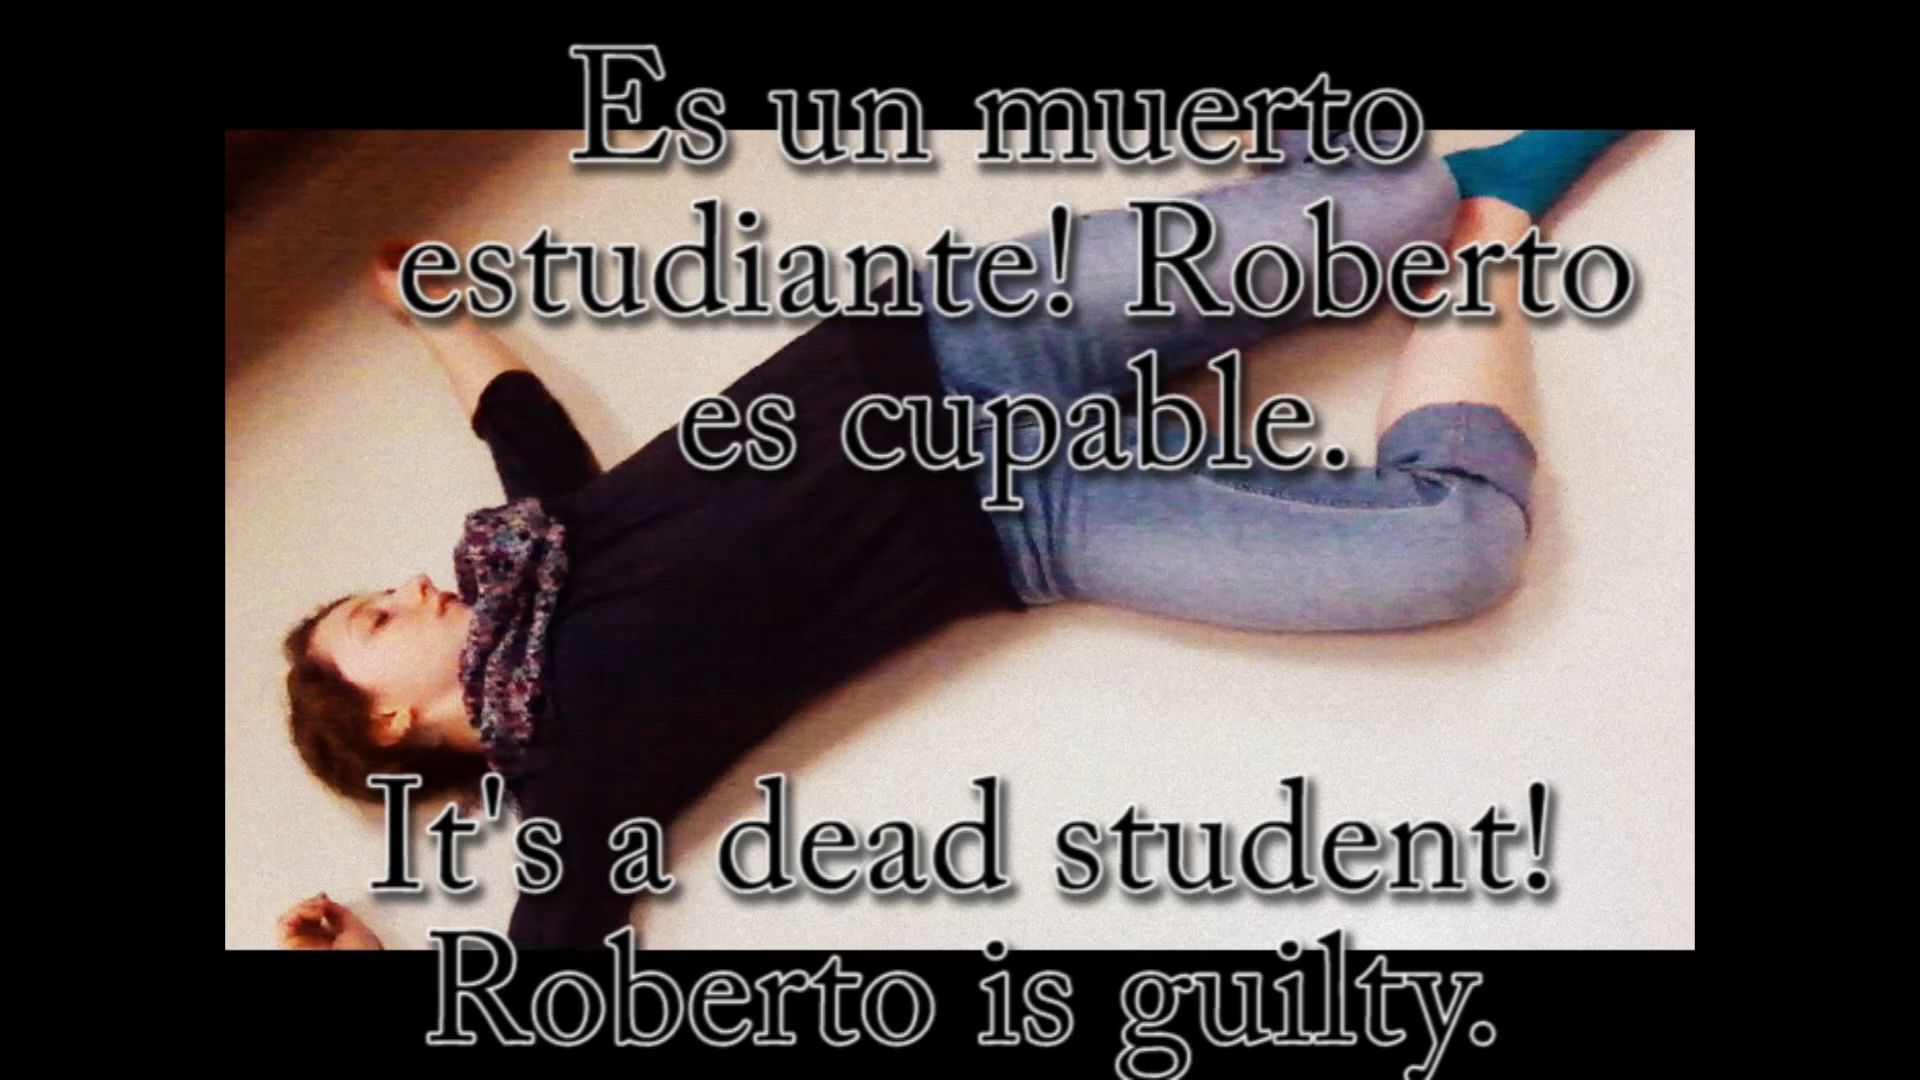 Es un muerto
estudiante! Roberto
es cupable.
It's a dead student!
Roberto is guilty.